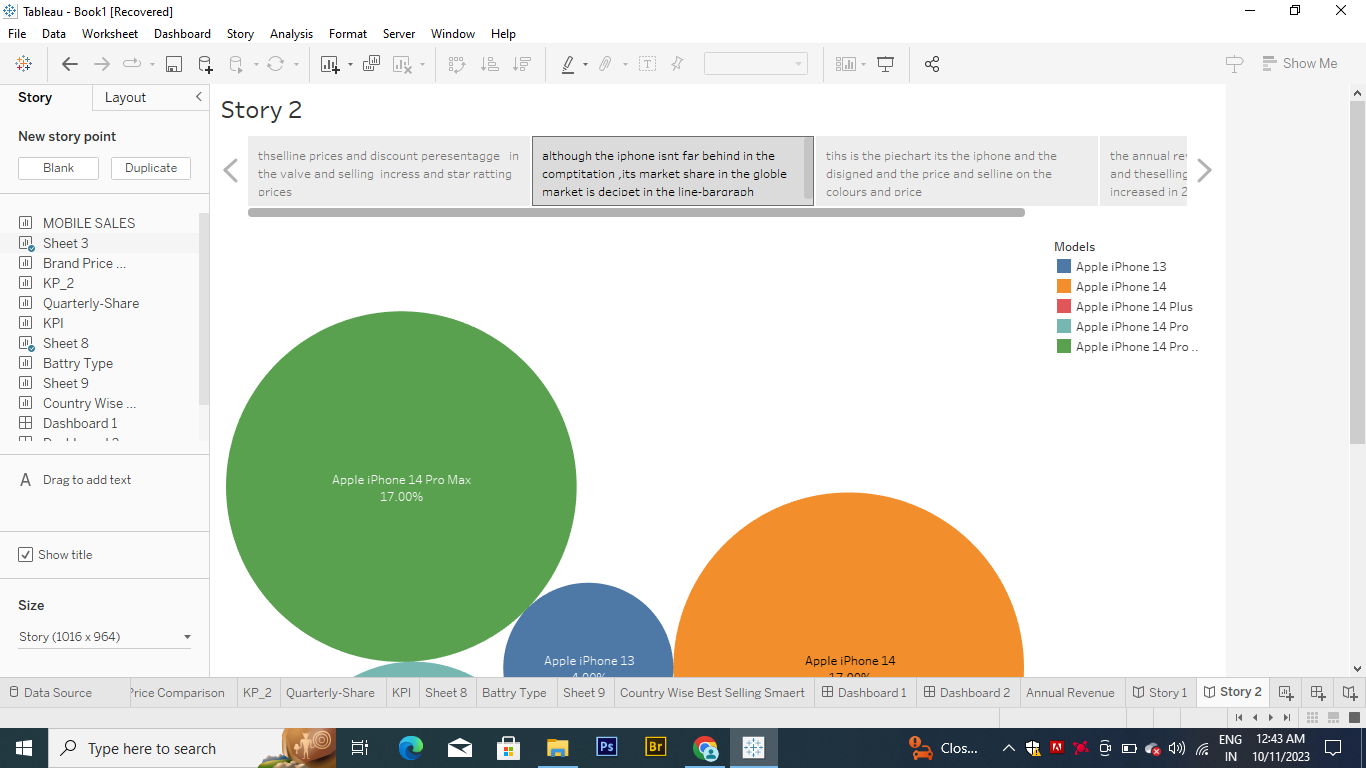 Tableau - Book1 [Recovered]
File Data Worksheet Dashboard Story Analysis Format Server Window Help
Show Me
Story Layout
New story point
Blank Duplicate
MOBILE SALES
Sheet 3
Brand Price ...
KP_2
Quarterly-Share
KPI
Sheet 8
Battry Type
Sheet 9
Country Wise ...
Dashboard 1
Dashboard 2
A Drag to add text
Show title
Size
Story (1016 x 964)
Story 2
thselline prices and discount peresentagge in
the valve and selling incress and star ratting
prices
although the iphone isnt far behind in the
comptitation ,its market share in the globle
market is decipet in the line-bargraph
tihs is the piechart its the iphone and the
disigned and the price and selline on the
colours and price
the annual rev
and theselling
increased in 2
Models
Apple iPhone 13
Apple iPhone 14
Apple iPhone 14 Plus
Apple iPhone 14 Pro
Apple iPhone 14 Pro ..
Apple iPhone 14 Pro Max
17.00%
Apple iPhone 13
4.00%
Apple iPhone 14
17.00%
Data Source Price Comparison KP_2 Quarterly-Share KPI Sheet 8 Battry Type Sheet 9 Country Wise Best Selling Smaert Dashboard 1 Dashboard 2 Annual Revenue Story 1 Story 2
Type here to search
Ps
Br
Clos...
ENG
IN
12:43 AM
10/11/2023